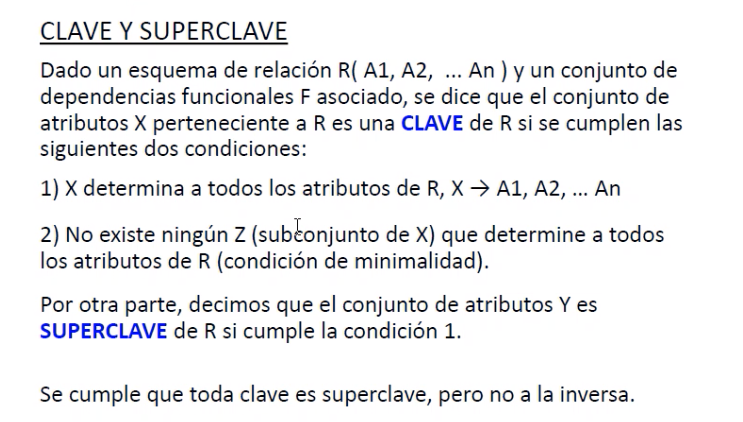 CLAVE Y SUPERCLAVE
Dado un esquema de relación R( A1, A2, ... An ) y un conjunto de
dependencias funcionales F asociado, se dice que el conjunto de
atributos X perteneciente a R es una CLAVE de R si se cumplen las
siguientes dos condiciones:
1) X determina a todos los atributos de R, X → A1, A2, ... An
2) No existe ningún Z (subconjunto de X) que determine a todos
los atributos de R (condición de minimalidad).
Por otra parte, decimos que el conjunto de atributos Y es
SUPERCLAVE de R si cumple la condición 1.
Se cumple que toda clave es superclave, pero no a la inversa.